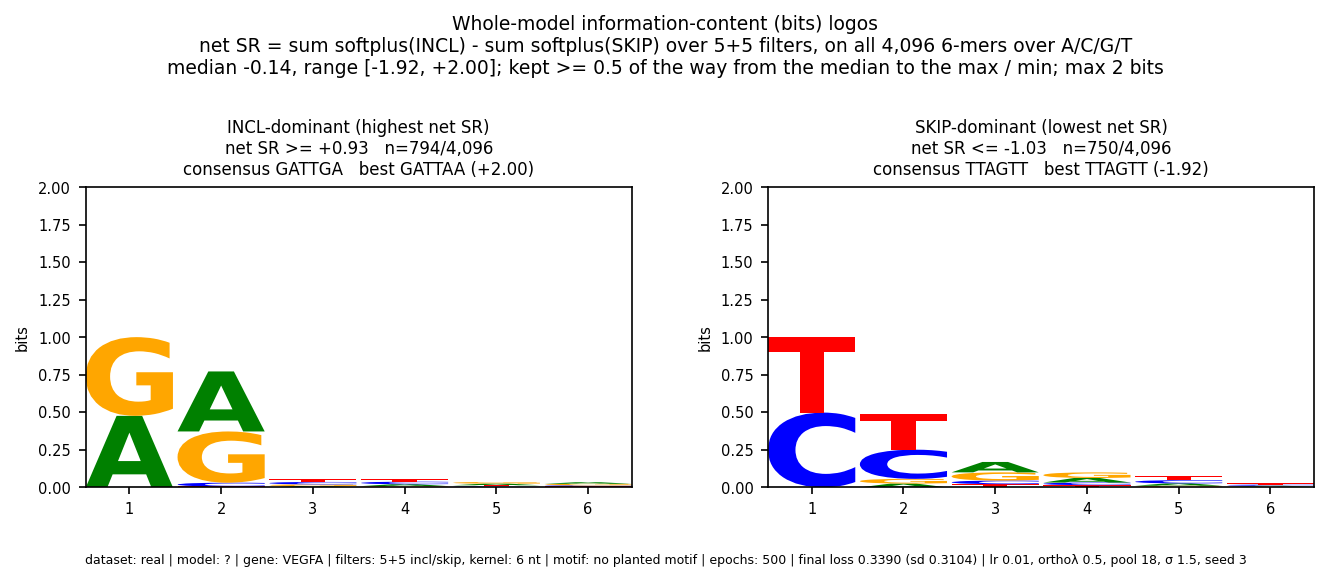 Whole-model information-content (bits) logos
net SR = sum softplus(INCL) - sum softplus(SKIP) over 5+5 filters, on all 4,096 6-mers over A/C/G/T
median -0.14, range [-1.92, +2.00]; kept >= 0.5 of the way from the median to the max / min; max 2 bits
INCL-dominant (highest net SR)
net SR >= +0.93   n=794/4,096
consensus GATTGA   best GATTAA (+2.00)
2.00
1.75
1.50
1.25
1.00
0.75
0.50
0.25
0.00
bits
G
A
A
G
1 2 3 4 5 6
SKIP-dominant (lowest net SR)
net SR <= -1.03   n=750/4,096
consensus TTAGTT   best TTAGTT (-1.92)
2.00
1.75
1.50
1.25
1.00
0.75
0.50
0.25
0.00
bits
T
C
T
C
A
1 2 3 4 5 6
dataset: real | model: ? | gene: VEGFA | filters: 5+5 incl/skip, kernel: 6 nt | motif: no planted motif | epochs: 500 | final loss 0.3390 (sd 0.3104) | lr 0.01, orthoλ 0.5, pool 18, σ 1.5, seed 3